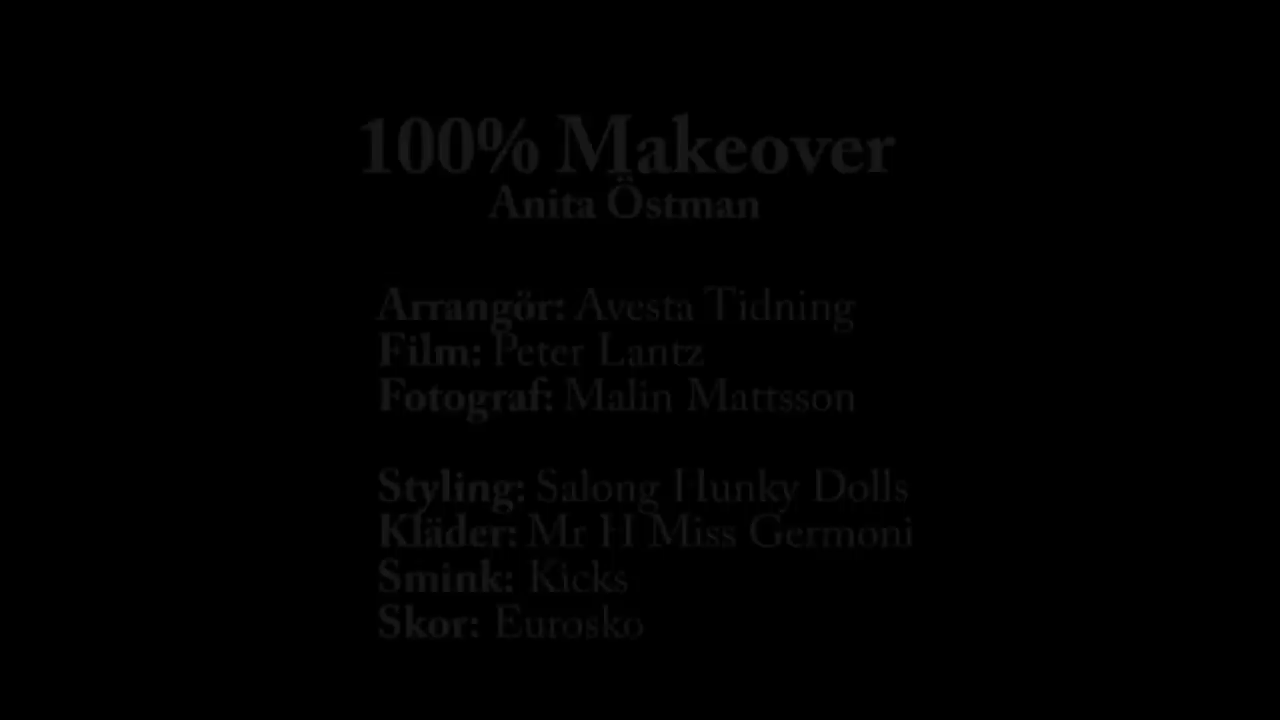 100% Makeover
Anita Östman
Arrangör: Avesta Tidning
Film: Peter Lantz
Fotograf: Malin Mattsson
Styling: Salong Hunky Dolls
Kläder: Mr H Miss Germoni
Smink: Kicks
Skor: Eurosko